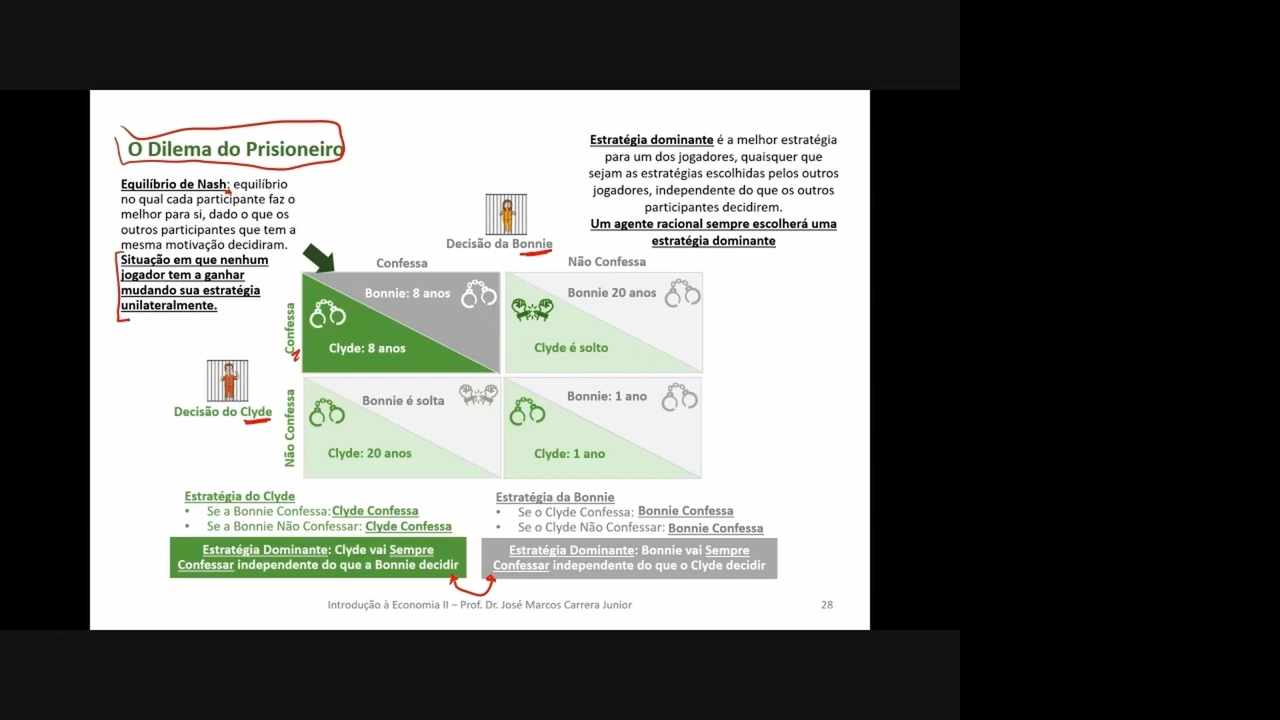 O Dilema do Prisioneiro
Equilíbrio de Nash: equilíbrio
no qual cada participante faz o
melhor para si, dado o que os
outros participantes que tem a
mesma motivação decidiram.
Situação em que nenhum
jogador tem a ganhar
mudando sua estratégia
unilateralmente.
Estratégia dominante é a melhor estratégia
para um dos jogadores, quaisquer que
sejam as estratégias escolhidas pelos outros
jogadores, independente do que os outros
participantes decidirem.
Um agente racional sempre escolherá uma
estratégia dominante
Decisão da Bonnie
Confessa
Não Confessa
Decisão do Clyde
Confessa
Não Confessa
Bonnie: 8 anos
Clyde: 8 anos
Bonnie 20 anos
Clyde é solto
Bonnie é solta
Clyde: 20 anos
Bonnie: 1 ano
Clyde: 1 ano
Estratégia do Clyde
• Se a Bonnie Confessa: Clyde Confessa
• Se a Bonnie Não Confessar: Clyde Confessa
Estratégia Dominante: Clyde vai Sempre
Confessar independente do que a Bonnie decidir
Estratégia da Bonnie
• Se o Clyde Confessa: Bonnie Confessa
• Se o Clyde Não Confessar: Bonnie Confessa
Estratégia Dominante: Bonnie vai Sempre
Confessar independente do que o Clyde decidir
Introdução à Economia II – Prof. Dr. José Marcos Carrera Junior
28